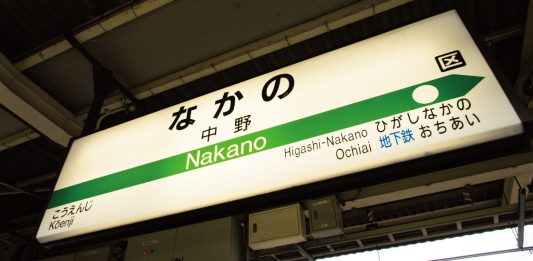 なかの
区
中野
Nakano
こうえんじ
Kōenji
Higashi-Nakano ひがしなかの
Ochiai 地下鉄 おちあい